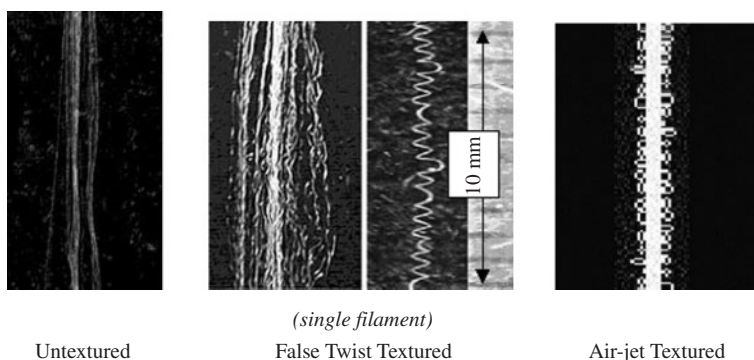 10 mm
(single filament)
Untextured
False Twist Textured
Air-jet Textured